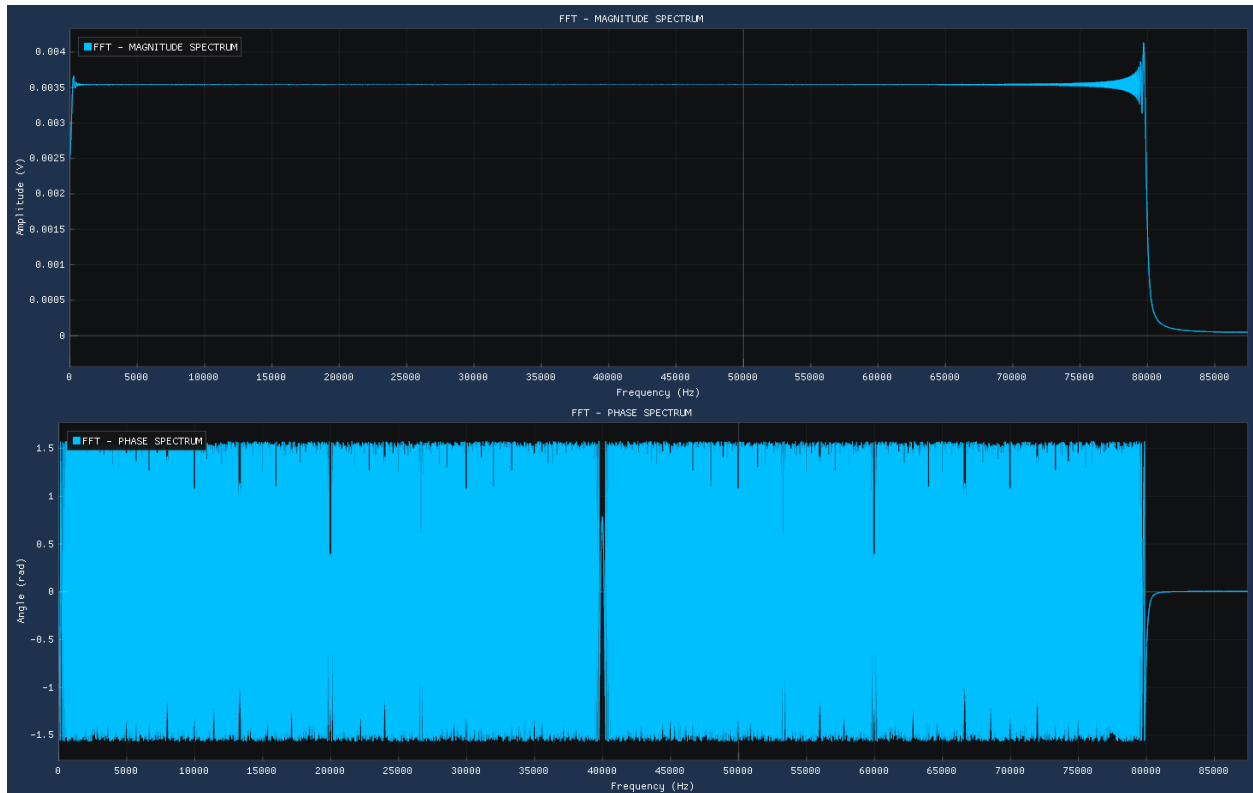 FFT - MAGNITUDE SPECTRUM
FFT - MAGNITUDE SPECTRUM
0.004
0.0035
0.003
0.0025
0.002
0.0015
0.001
0.0005
0
Amplitude (V)
0 5000 10000 15000 20000 25000 30000 35000 40000 45000 50000 55000 60000 65000 70000 75000 80000 85000
Frequency (Hz)
FFT - PHASE SPECTRUM
FFT - PHASE SPECTRUM
1.5
1
0.5
0
-0.5
-1
-1.5
Angle (rad)
0 5000 10000 15000 20000 25000 30000 35000 40000 45000 50000 55000 60000 65000 70000 75000 80000 85000
Frequency (Hz)